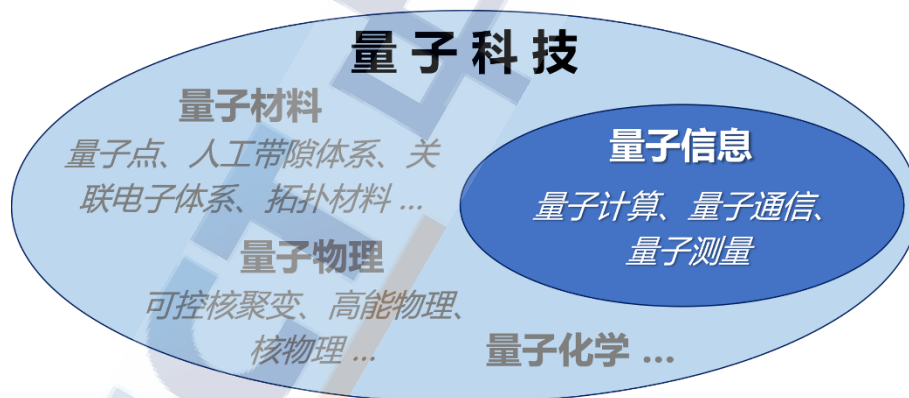 量子科技
量子材料
量子点、人工带隙体系、关
联电子体系、拓扑材料 ...
量子信息
量子计算、量子通信、
量子测量
量子物理
可控核聚变、高能物理、
核物理 ...
量子化学 ...